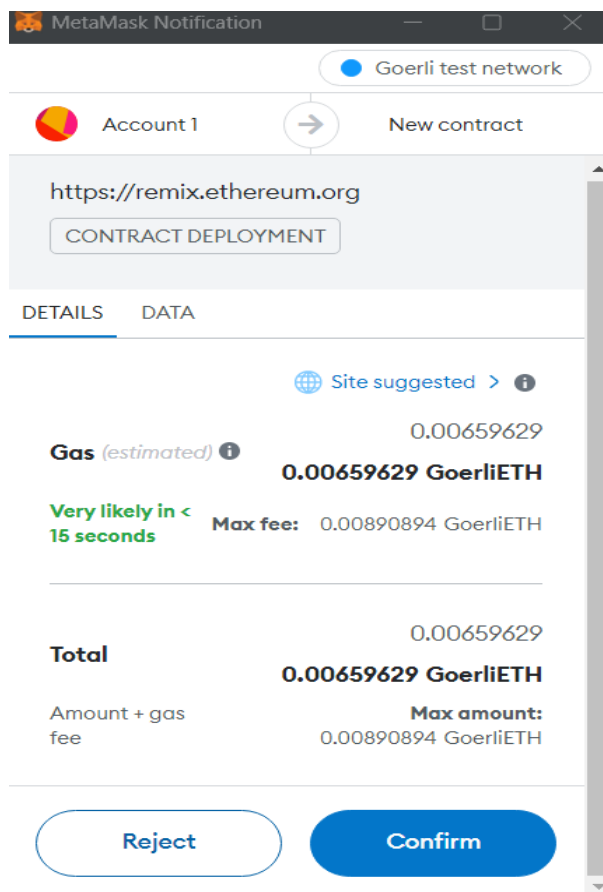 MetaMask Notification
Goerli test network
Account 1
New contract
https://remix.ethereum.org
CONTRACT DEPLOYMENT
DETAILS DATA
Site suggested >
0.00659629
Gas (estimated)
0.00659629 GoerliETH
Very likely in <
15 seconds
Max fee: 0.00890894 GoerliETH
0.00659629
Total
0.00659629 GoerliETH
Amount + gas
fee
Max amount:
0.00890894 GoerliETH
Reject
Confirm